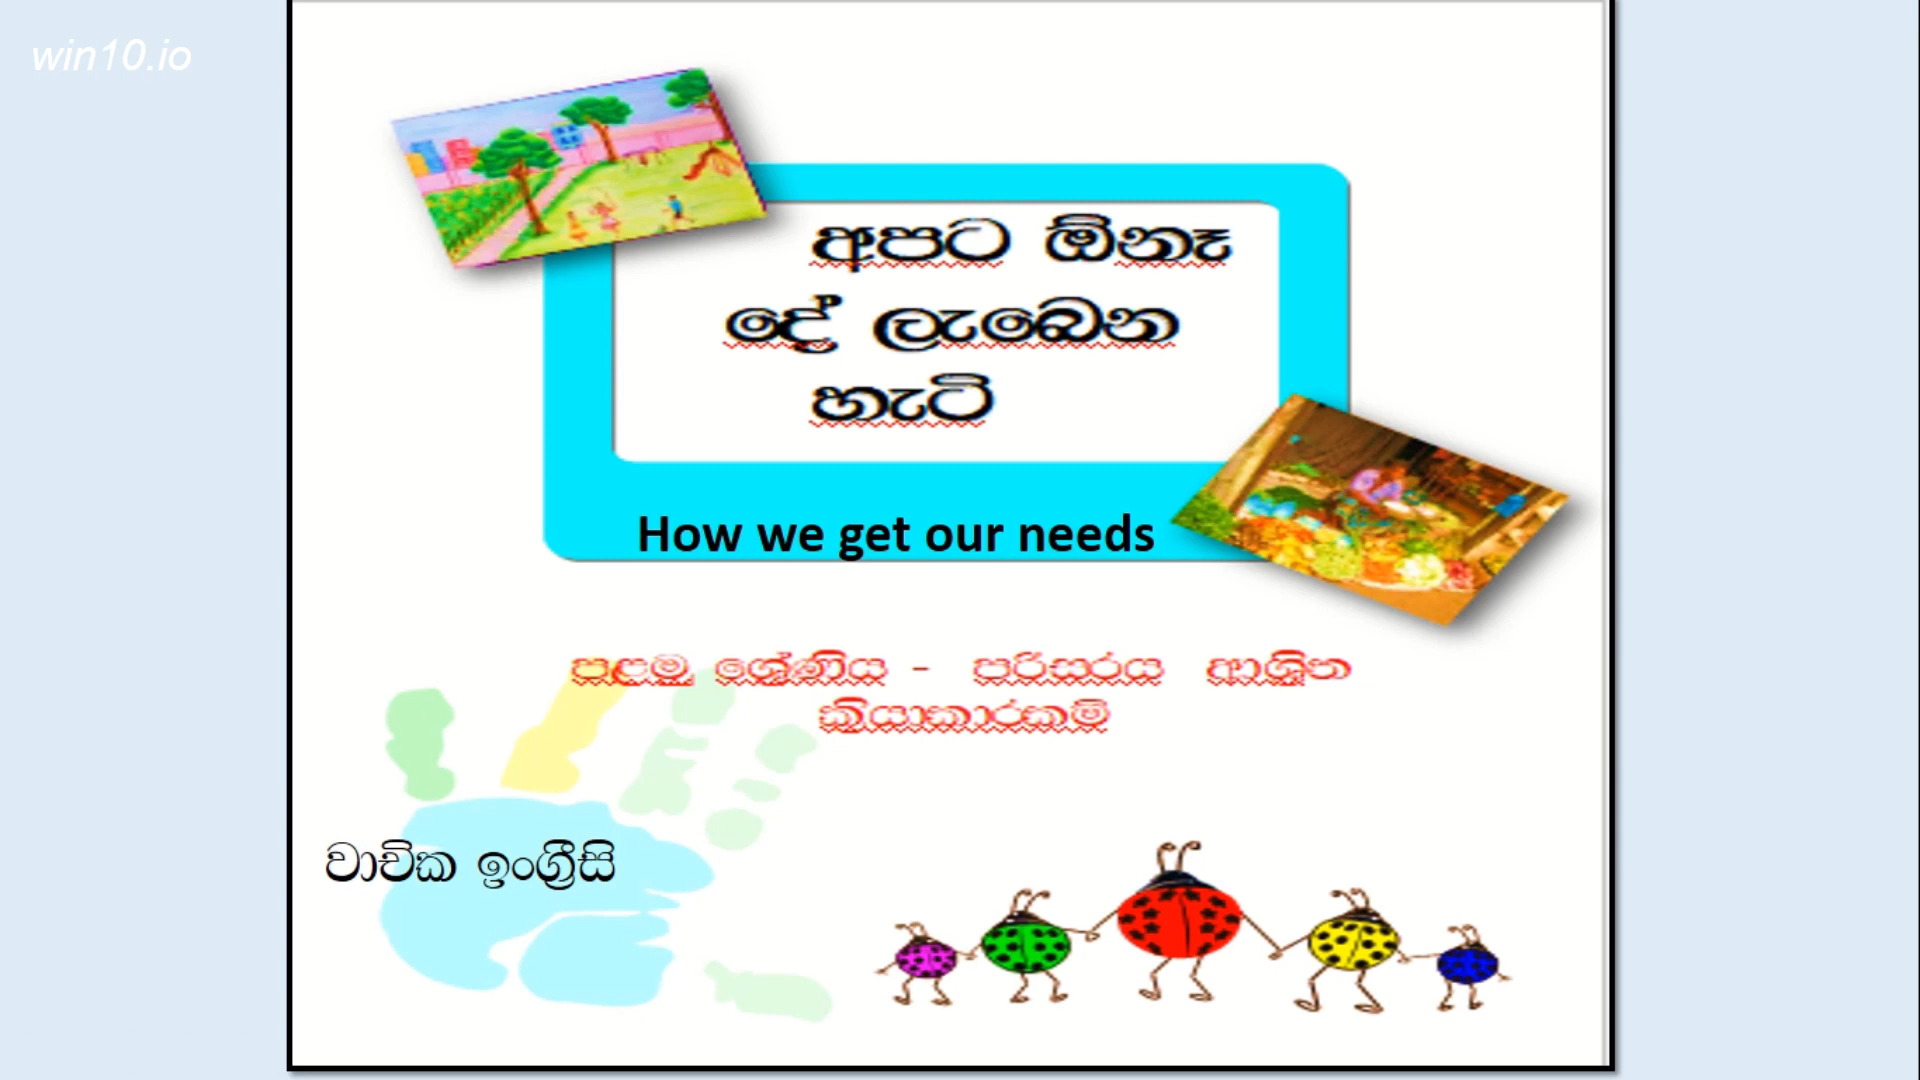 win10.io
අපට ඕනෑ
දේ ලැබෙන
හැටි
How we get our needs
පළමු ශ්‍රේණිය - පරිසරය ආශ්‍රිත
ක්‍රියාකාරකම්
වාචික ඉංග්‍රීසි